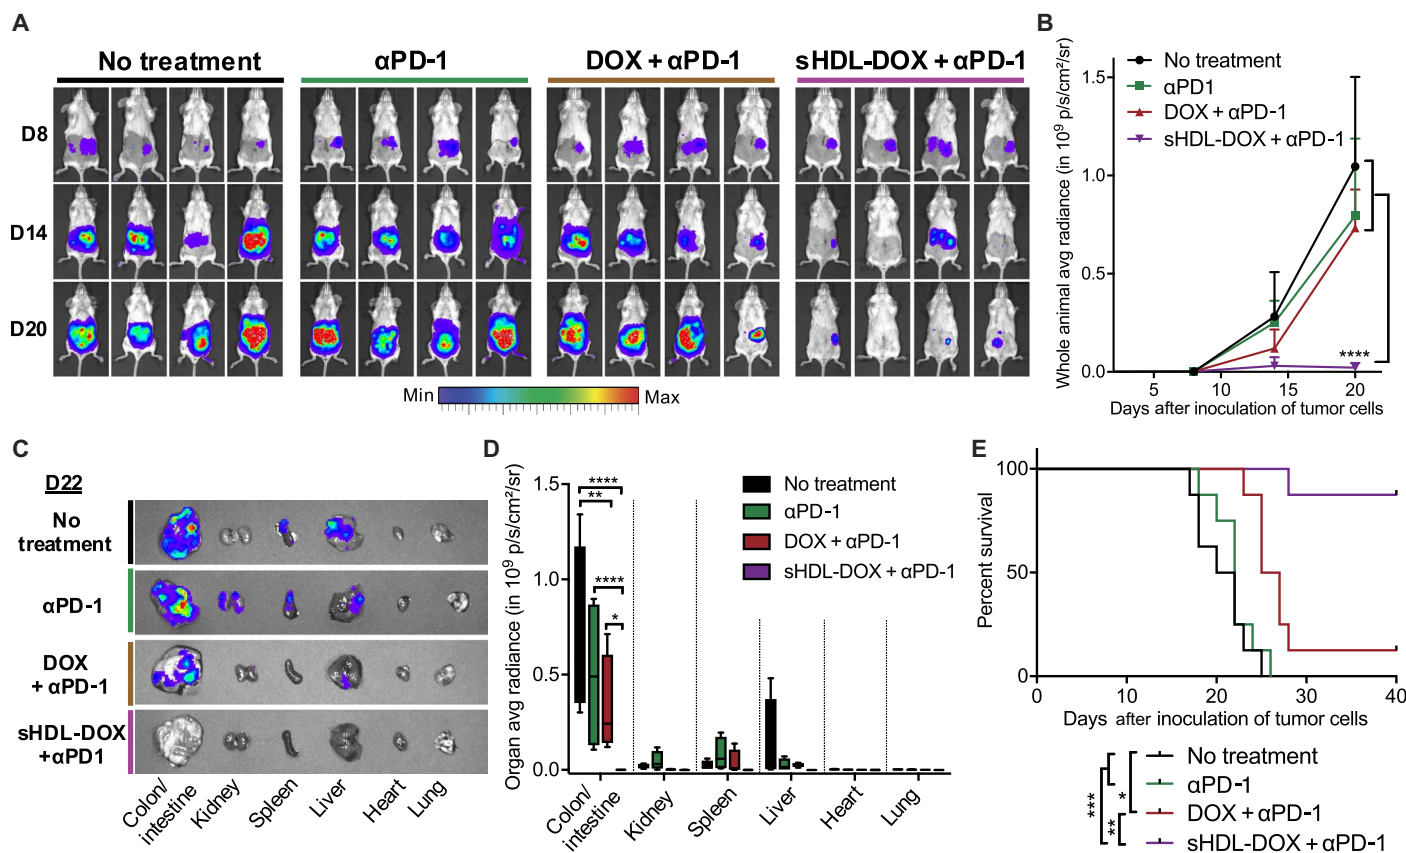 A
No treatment
αPD-1
DOX + αPD-1
sHDL-DOX + αPD-1
D8
D14
D20
Min
Max
B
Whole animal avg radiance (in 10⁹ p/s/cm²/sr)
1.5
1.0
0.5
0.0
No treatment
αPD1
DOX + αPD-1
sHDL-DOX + αPD-1
****
5
10
15
20
Days after inoculation of tumor cells
C
D22
No
treatment
αPD-1
DOX
+ αPD-1
sHDL-DOX
+αPD1
Colon/
intestine
Kidney
Spleen
Liver
Heart
Lung
D
Organ avg radiance (in 10⁹ p/s/cm²/sr)
1.5
1.0
0.5
0.0
****
**
****
*
No treatment
αPD-1
DOX + αPD-1
sHDL-DOX + αPD-1
Colon/
intestine
Kidney
Spleen
Liver
Heart
Lung
E
Percent survival
100
50
0
0
10
20
30
40
Days after inoculation of tumor cells
No treatment
αPD-1
DOX + αPD-1
sHDL-DOX + αPD-1
***
**
*